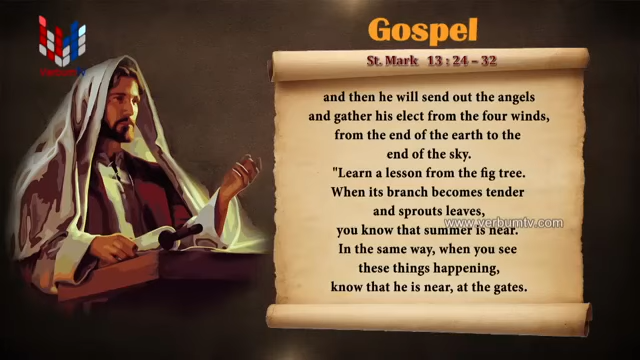 Gospel
St. Mark 13 : 24 – 32
VerbumTV
and then he will send out the angels
and gather his elect from the four winds,
from the end of the earth to the
end of the sky.
"Learn a lesson from the fig tree.
When its branch becomes tender
and sprouts leaves,
www.verbumtv.com
you know that summer is near.
In the same way, when you see
these things happening,
know that he is near, at the gates.